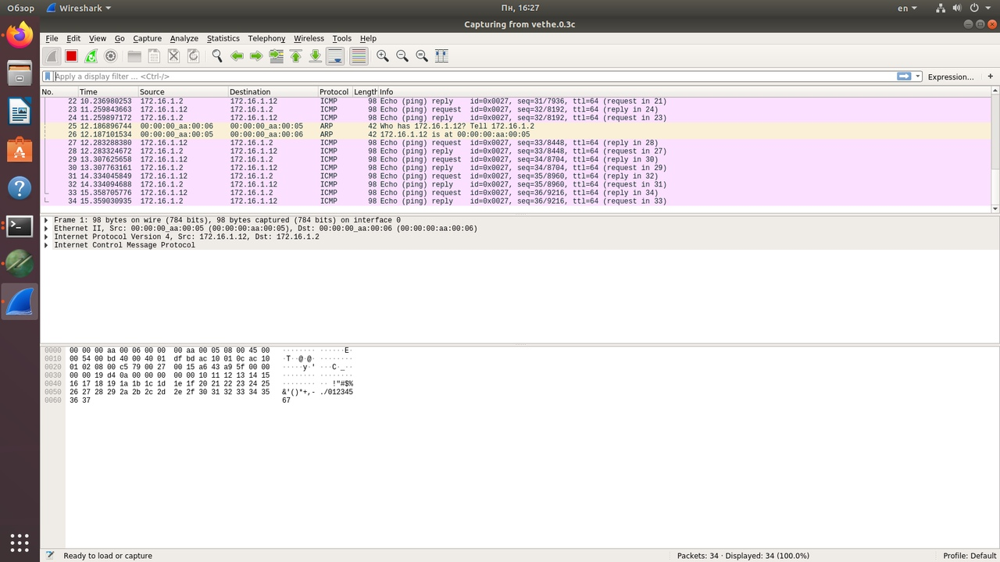 Обзор Wireshark Пн, 16:27 en
Capturing from vethe.0.3c
File Edit View Go Capture Analyze Statistics Telephony Wireless Tools Help
Apply a display filter ... <Ctrl-/> Expression... +
No. Time Source Destination Protocol Length Info
22 10.236980253 172.16.1.2 172.16.1.12 ICMP 98 Echo (ping) reply id=0x0027, seq=31/7936, ttl=64 (request in 21)
23 11.259843663 172.16.1.12 172.16.1.2 ICMP 98 Echo (ping) request id=0x0027, seq=32/8192, ttl=64 (reply in 24)
24 11.259897172 172.16.1.2 172.16.1.12 ICMP 98 Echo (ping) reply id=0x0027, seq=32/8192, ttl=64 (request in 23)
25 12.186896744 00:00:00_aa:00:06 00:00:00_aa:00:05 ARP 42 Who has 172.16.1.12? Tell 172.16.1.2
26 12.187101534 00:00:00_aa:00:05 00:00:00_aa:00:06 ARP 42 172.16.1.12 is at 00:00:00:aa:00:05
27 12.283288380 172.16.1.12 172.16.1.2 ICMP 98 Echo (ping) request id=0x0027, seq=33/8448, ttl=64 (reply in 28)
28 12.283324672 172.16.1.2 172.16.1.12 ICMP 98 Echo (ping) reply id=0x0027, seq=33/8448, ttl=64 (request in 27)
29 13.307625658 172.16.1.12 172.16.1.2 ICMP 98 Echo (ping) request id=0x0027, seq=34/8704, ttl=64 (reply in 30)
30 13.307763161 172.16.1.2 172.16.1.12 ICMP 98 Echo (ping) reply id=0x0027, seq=34/8704, ttl=64 (request in 29)
31 14.334045849 172.16.1.12 172.16.1.2 ICMP 98 Echo (ping) request id=0x0027, seq=35/8960, ttl=64 (reply in 32)
32 14.334094688 172.16.1.2 172.16.1.12 ICMP 98 Echo (ping) reply id=0x0027, seq=35/8960, ttl=64 (request in 31)
33 15.358705776 172.16.1.12 172.16.1.2 ICMP 98 Echo (ping) request id=0x0027, seq=36/9216, ttl=64 (reply in 34)
34 15.359030935 172.16.1.2 172.16.1.12 ICMP 98 Echo (ping) reply id=0x0027, seq=36/9216, ttl=64 (request in 33)
Frame 1: 98 bytes on wire (784 bits), 98 bytes captured (784 bits) on interface 0
Ethernet II, Src: 00:00:00_aa:00:05 (00:00:00:aa:00:05), Dst: 00:00:00_aa:00:06 (00:00:00:aa:00:06)
Internet Protocol Version 4, Src: 172.16.1.12, Dst: 172.16.1.2
Internet Control Message Protocol
0000 00 00 00 aa 00 06 00 00 00 aa 00 05 08 00 45 00 ········ ······E·
0010 00 54 00 bd 40 00 40 01 df bd ac 10 01 0c ac 10 ·T··@·@· ········
0020 01 02 08 00 c5 79 00 27 00 15 a6 43 a9 5f 00 00 ·····y·' ···C·_··
0030 00 00 19 d4 0a 00 00 00 00 00 10 11 12 13 14 15 ········ ········
0040 16 17 18 19 1a 1b 1c 1d 1e 1f 20 21 22 23 24 25 ········ ·· !"#$%
0050 26 27 28 29 2a 2b 2c 2d 2e 2f 30 31 32 33 34 35 &'()*+,- ./012345
0060 36 37 67
Ready to load or capture Packets: 34 · Displayed: 34 (100.0%) Profile: Default